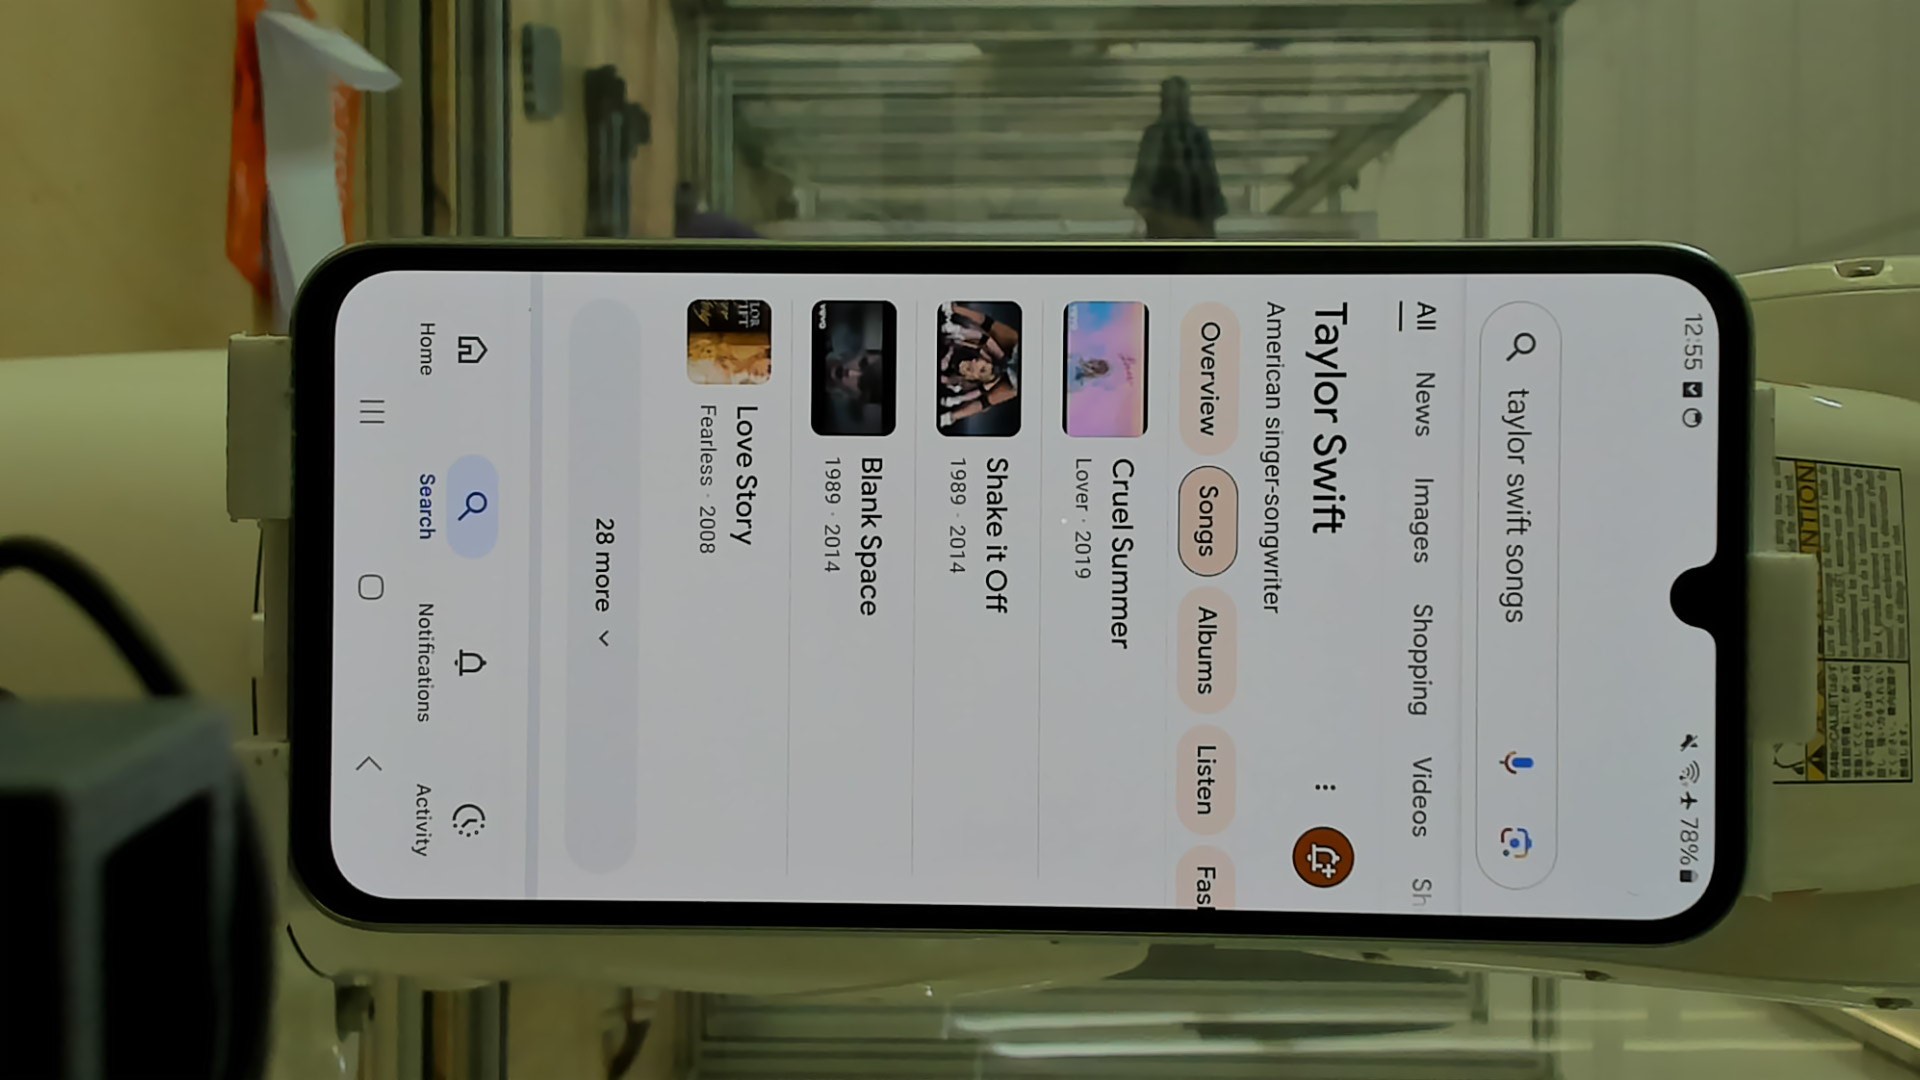 12:55
78%
taylor swift songs
All News Images Shopping Videos Sh
Taylor Swift
American singer-songwriter
Overview Songs Albums Listen Fas
Cruel Summer
Lover · 2019
Shake it Off
1989 · 2014
Blank Space
1989 · 2014
Love Story
Fearless · 2008
28 more
Home Search Notifications Activity